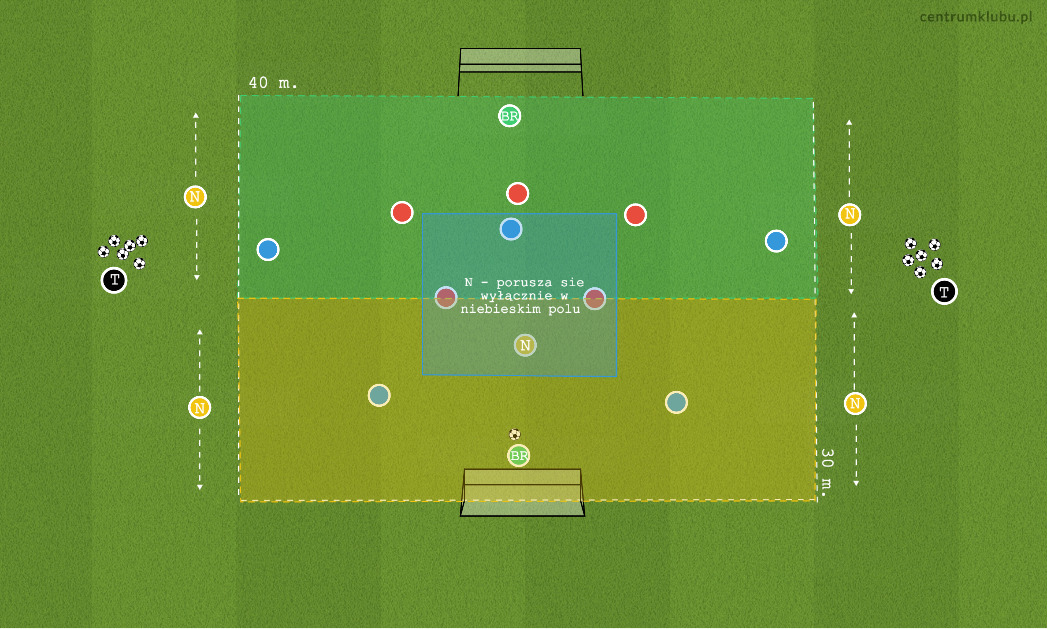 centrumklubu.pl
40 m.
BR
N
N
T
T
N - porusza sie
wyłącznie w
niebieskim polu
N
N
N
BR
30 m.